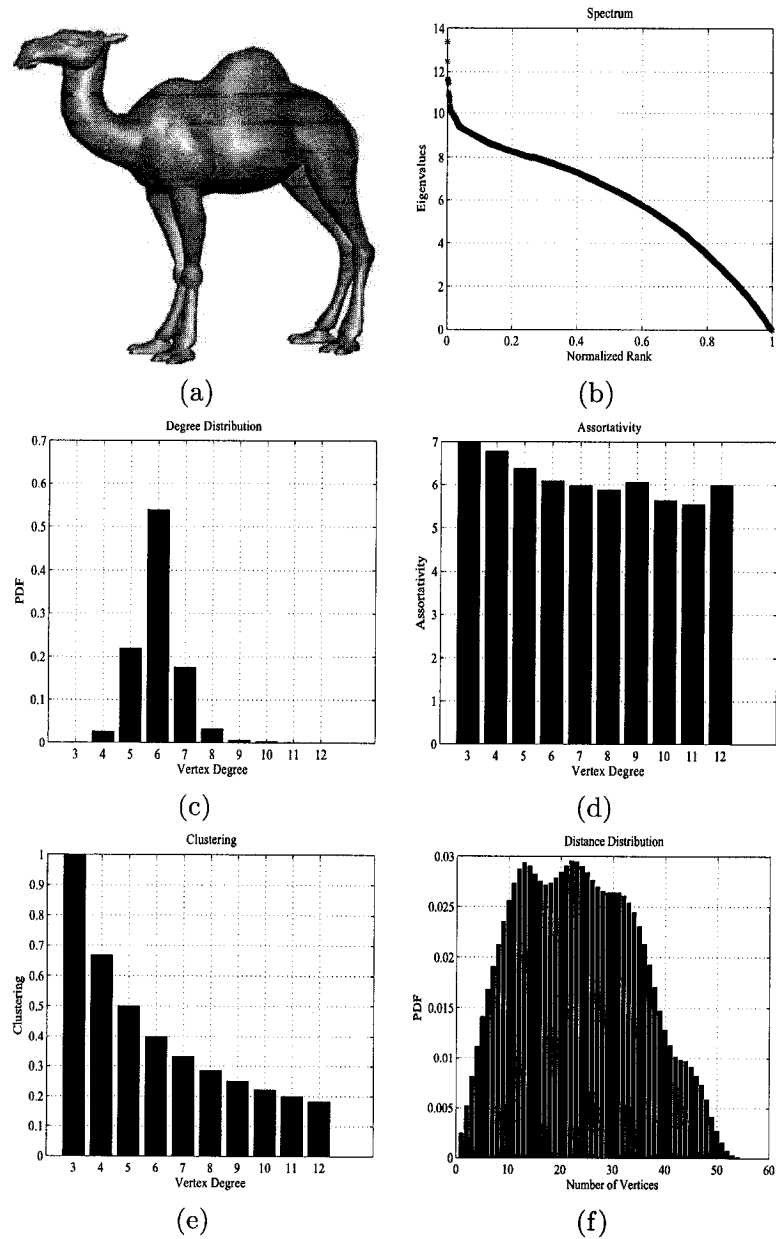 Spectrum
14
12
10
8
6
4
2
0
Eigenvalues
0.2 0.4 0.6 0.8 1
Normalized Rank
(a)
(b)
Degree Distribution
0.7
0.6
0.5
0.4
0.3
0.2
0.1
0
PDF
3 4 5 6 7 8 9 10 11 12
Vertex Degree
Assortativity
7
6
5
4
3
2
1
0
Assortativity
3 4 5 6 7 8 9 10 11 12
Vertex Degree
(c)
(d)
Clustering
1
0.9
0.8
0.7
0.6
0.5
0.4
0.3
0.2
0.1
0
Clustering
3 4 5 6 7 8 9 10 11 12
Vertex Degree
Distance Distribution
0.03
0.025
0.02
0.015
0.01
0.005
0
PDF
0 10 20 30 40 50 60
Number of Vertices
(e)
(f)